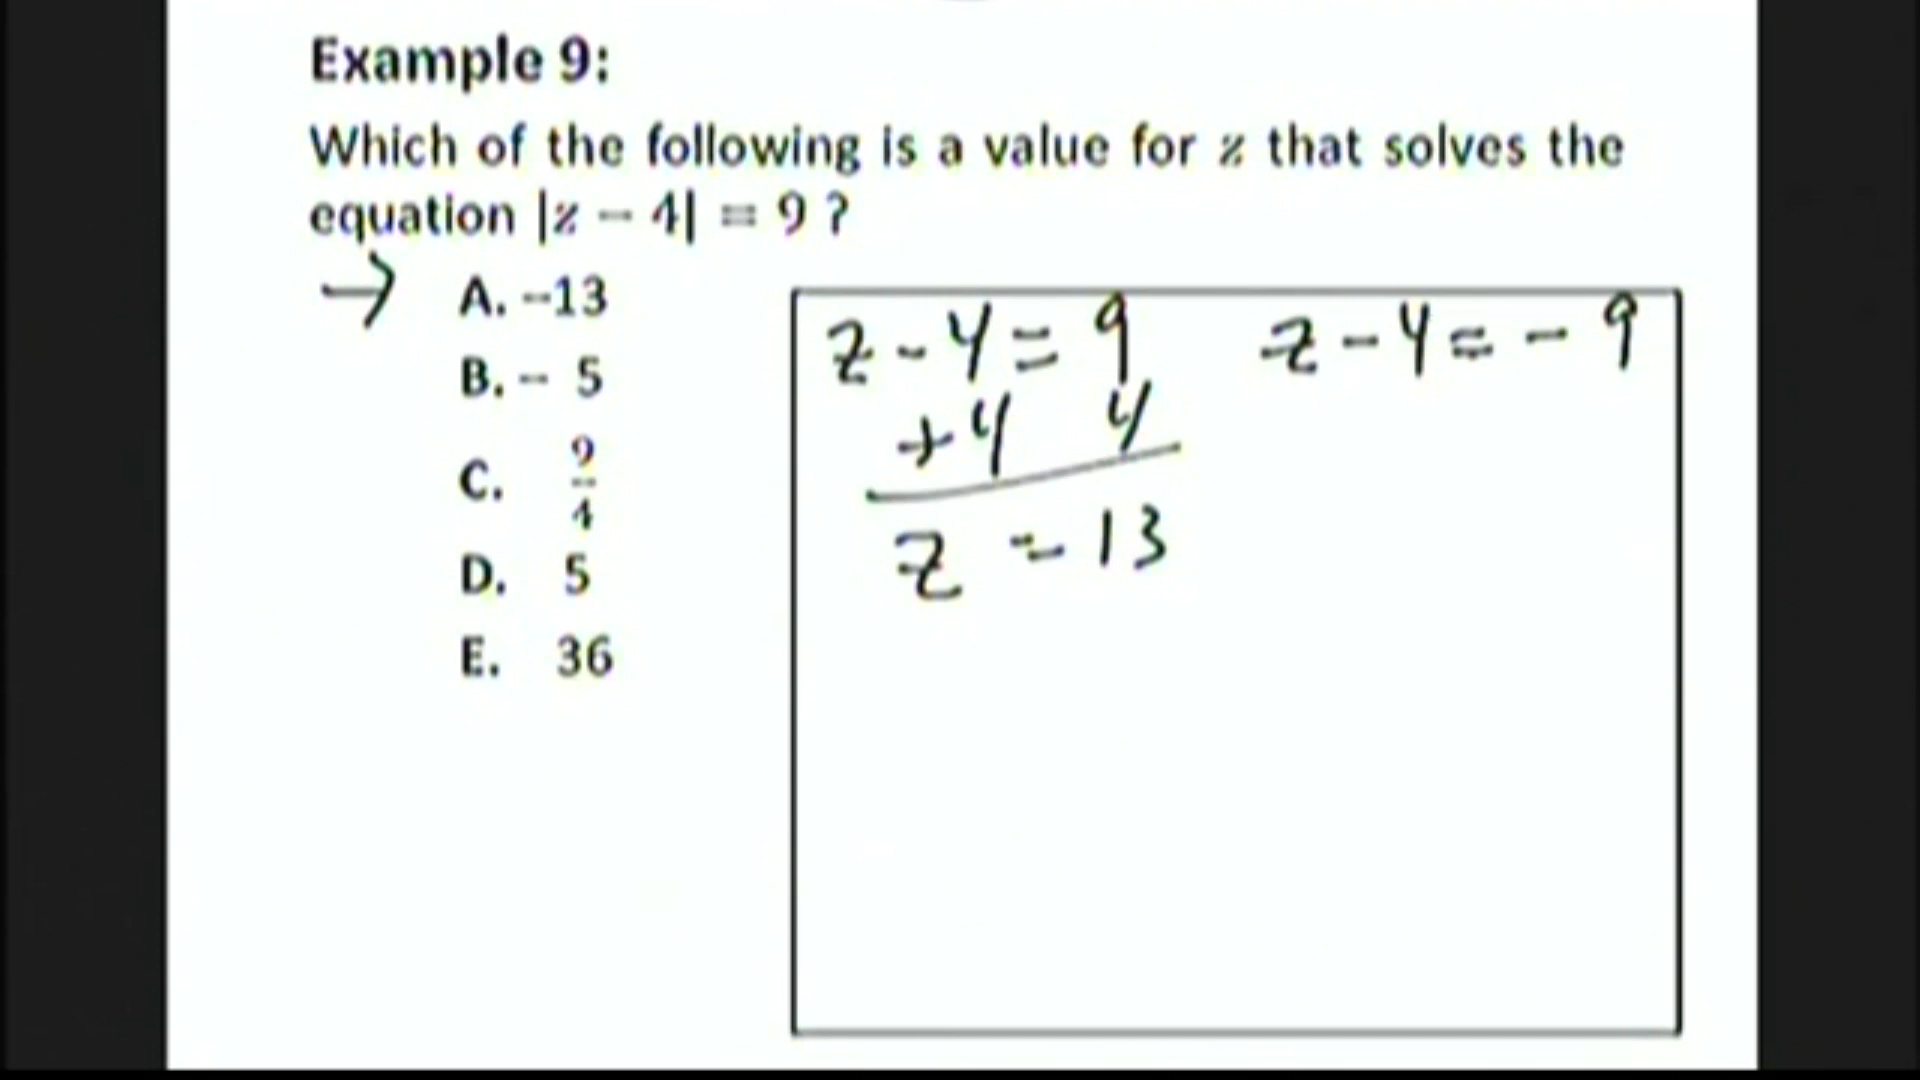 Example 9:
Which of the following is a value for z that solves the
equation |z − 4| = 9 ?
→ A. −13
B. − 5
C. 9/4
D. 5
E. 36
z - 4 = 9
+4 4
z = 13
z - 4 = - 9